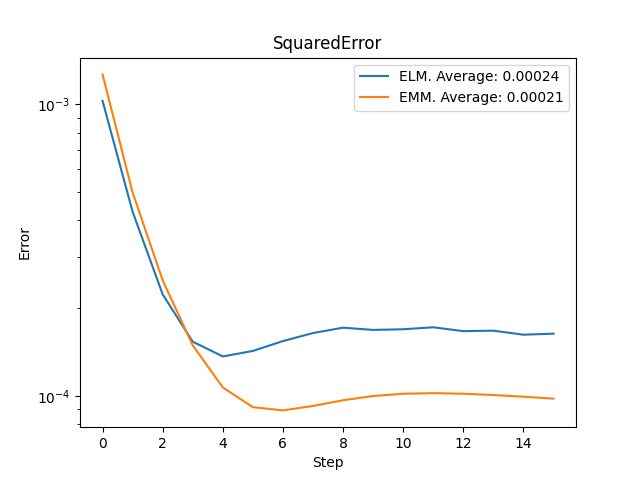 SquaredError
ELM. Average: 0.00024
EMM. Average: 0.00021
10⁻³
10⁻⁴
Error
0 2 4 6 8 10 12 14
Step